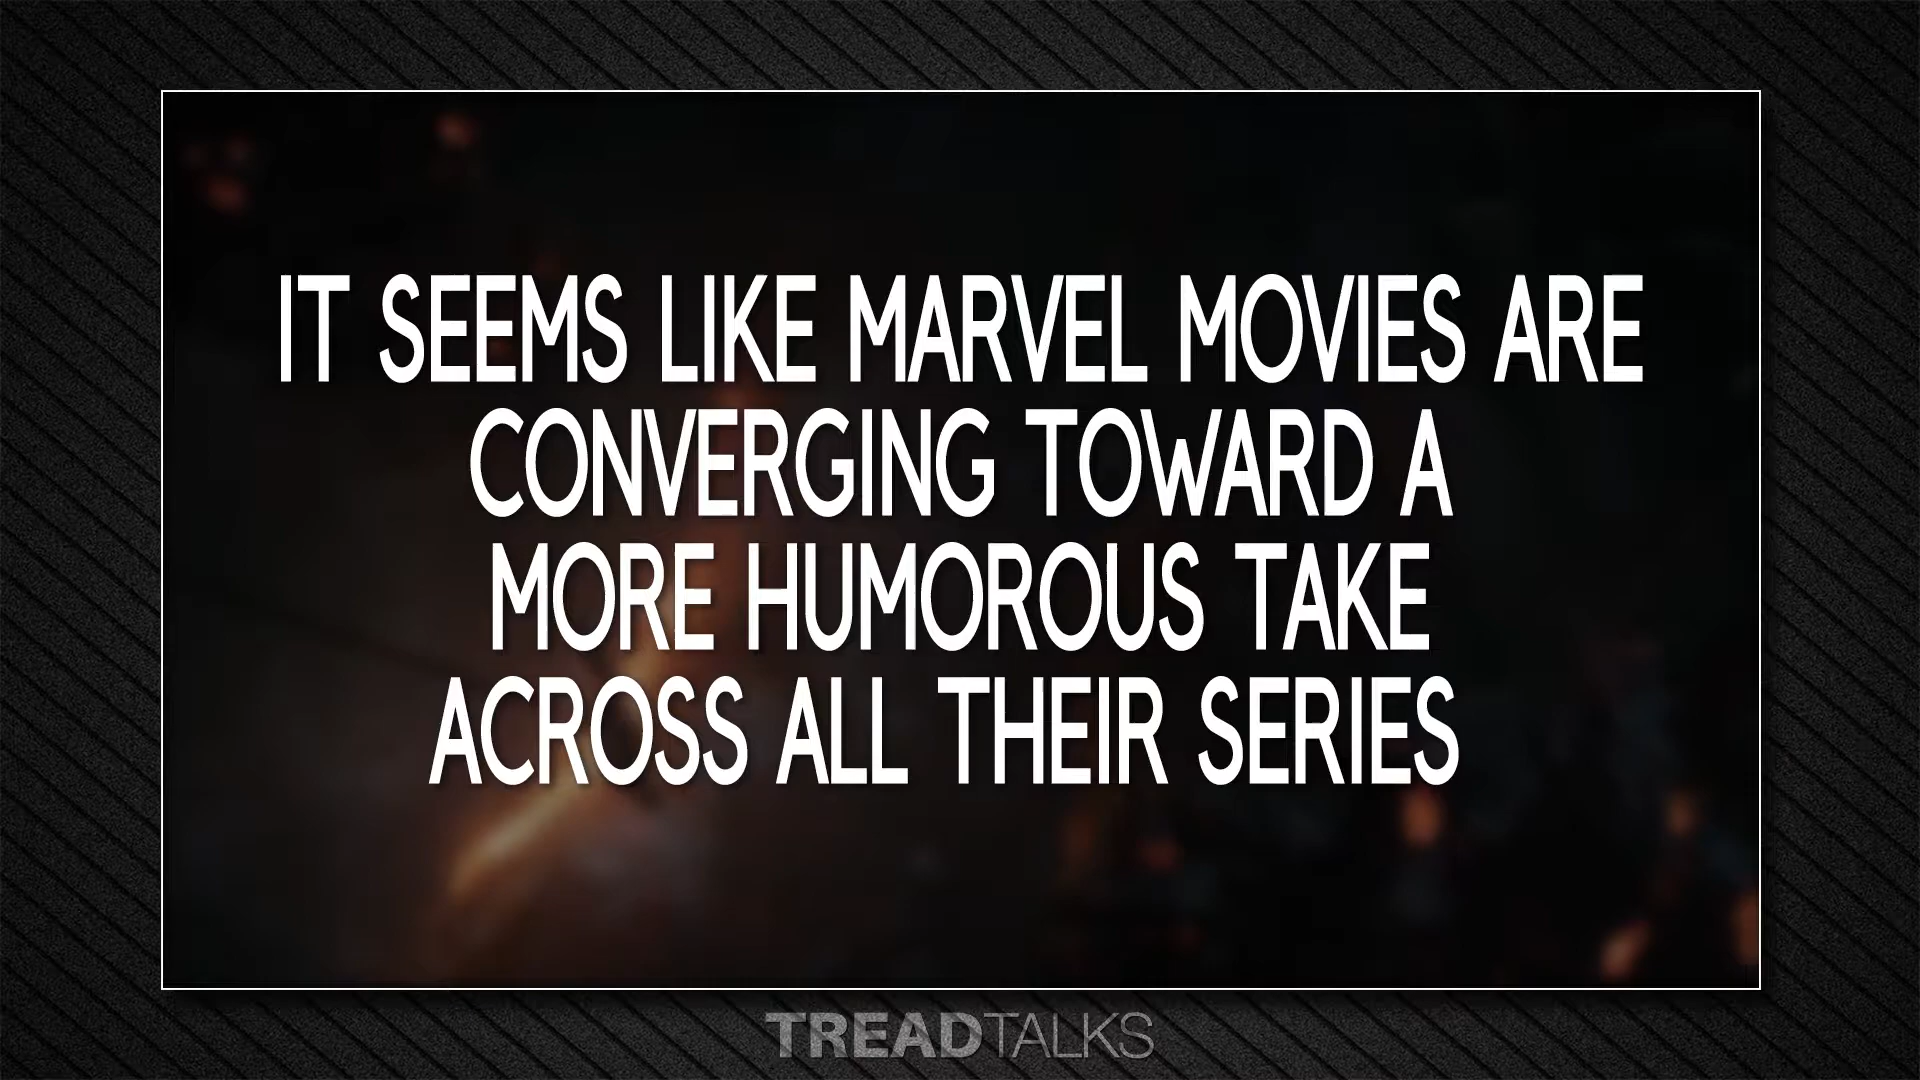 IT SEEMS LIKE MARVEL MOVIES ARE
CONVERGING TOWARD A
MORE HUMOROUS TAKE
ACROSS ALL THEIR SERIES
TREADTALKS